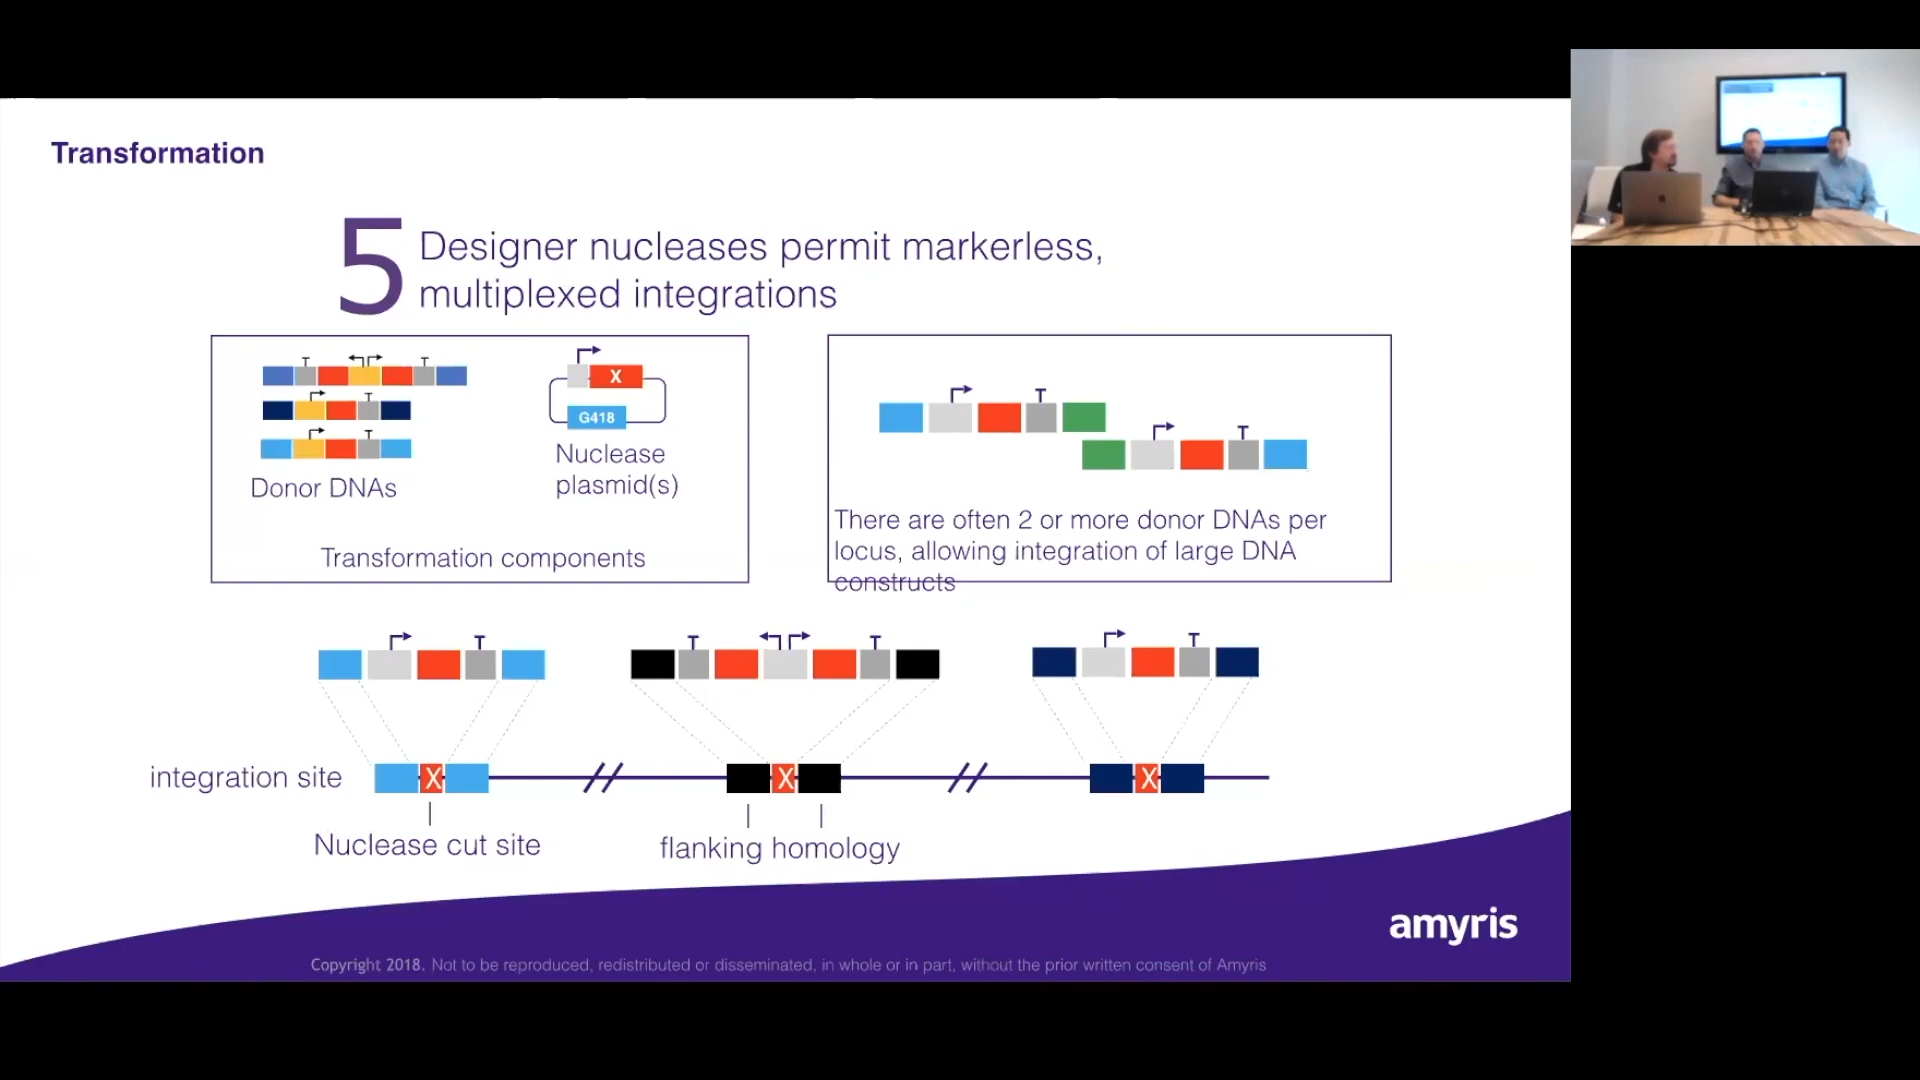 Transformation
5 Designer nucleases permit markerless,
multiplexed integrations
T
T
T
T
X
G418
Donor DNAs
Nuclease
plasmid(s)
Transformation components
T
T
There are often 2 or more donor DNAs per
locus, allowing integration of large DNA
constructs
T
T
T
T
integration site
X
X
X
Nuclease cut site
flanking homology
amyris
Copyright 2018. Not to be reproduced, redistributed or disseminated, in whole or in part, without the prior written consent of Amyris